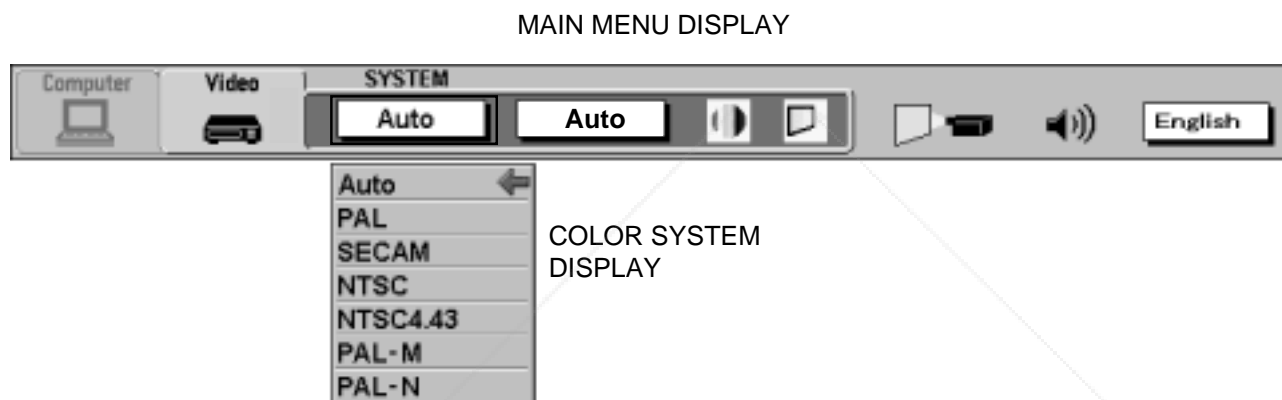 MAIN MENU DISPLAY
Computer Video SYSTEM
Auto Auto English
Auto
PAL
SECAM
NTSC
NTSC4.43
PAL-M
PAL-N
COLOR SYSTEM
DISPLAY